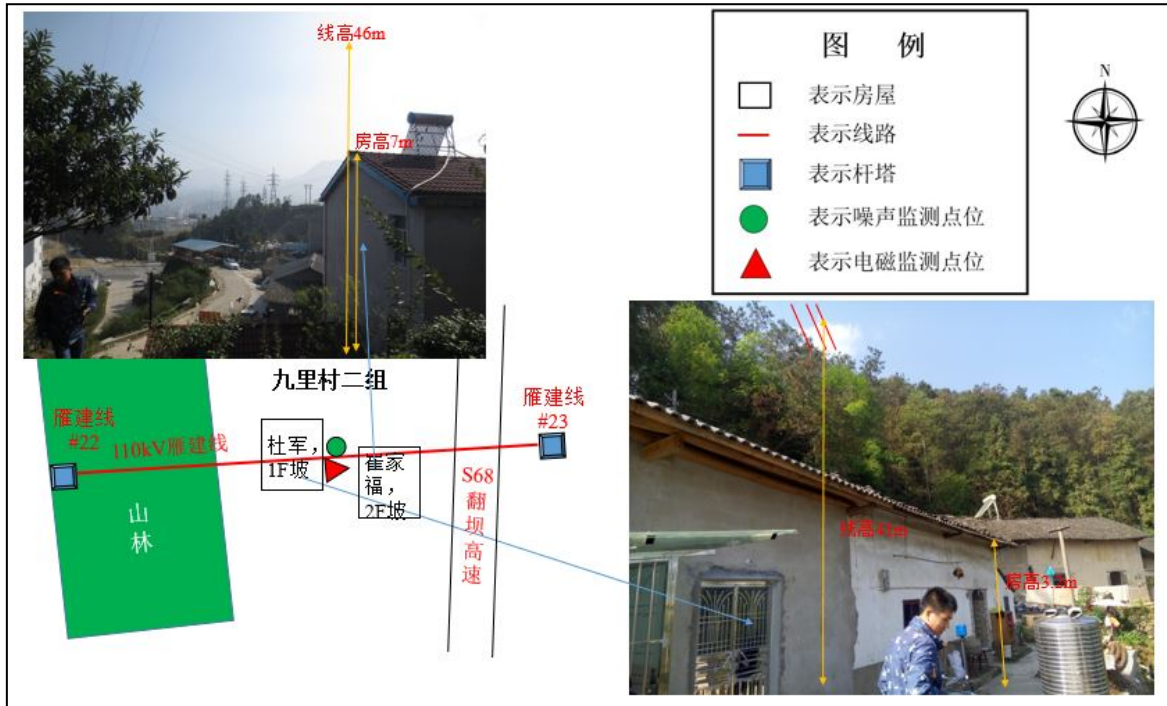 线高46m
房高7m
图 例
表示房屋
表示线路
表示杆塔
表示噪声监测点位
表示电磁监测点位
N
九里村二组
雁建线
#22
110kV雁建线
杜军，
1F坡
崔家
福，
2F坡
雁建线
#23
S68
翻
坝
高
速
山
林
线高41m
房高3.5m